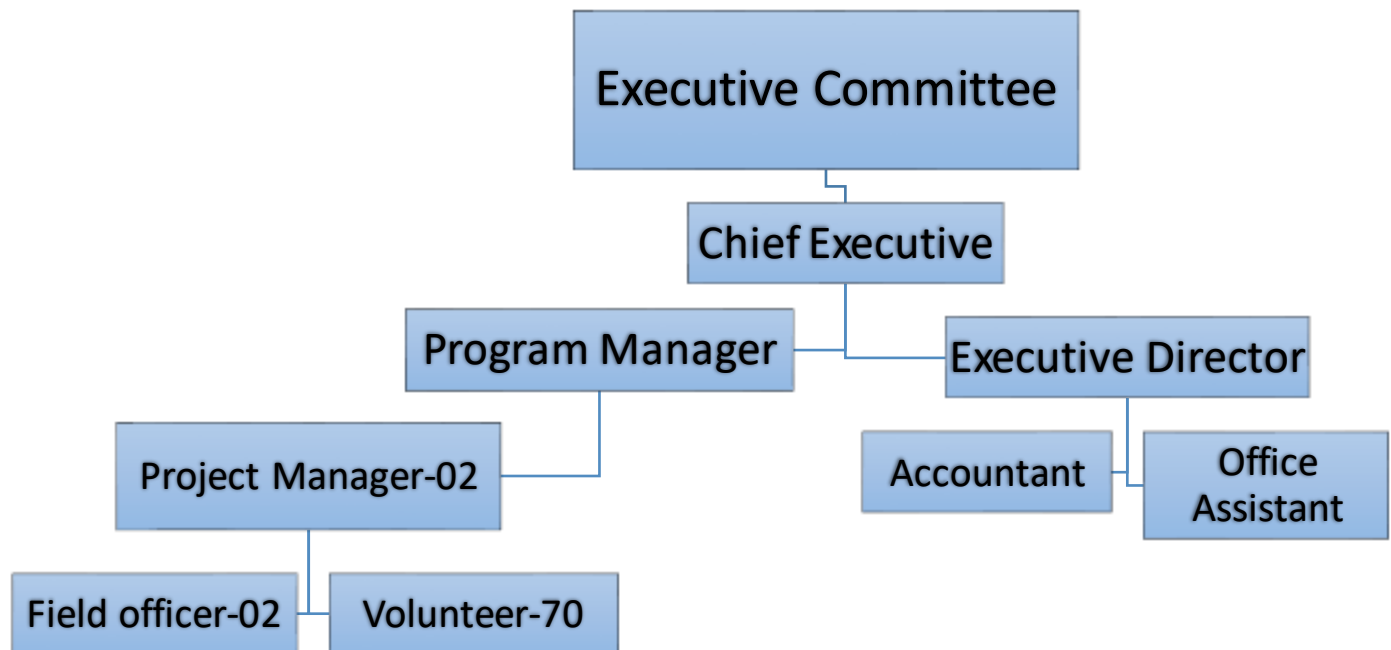 Executive Committee
Chief Executive
Program Manager
Executive Director
Project Manager-02
Accountant
Office
Assistant
Field officer-02
Volunteer-70